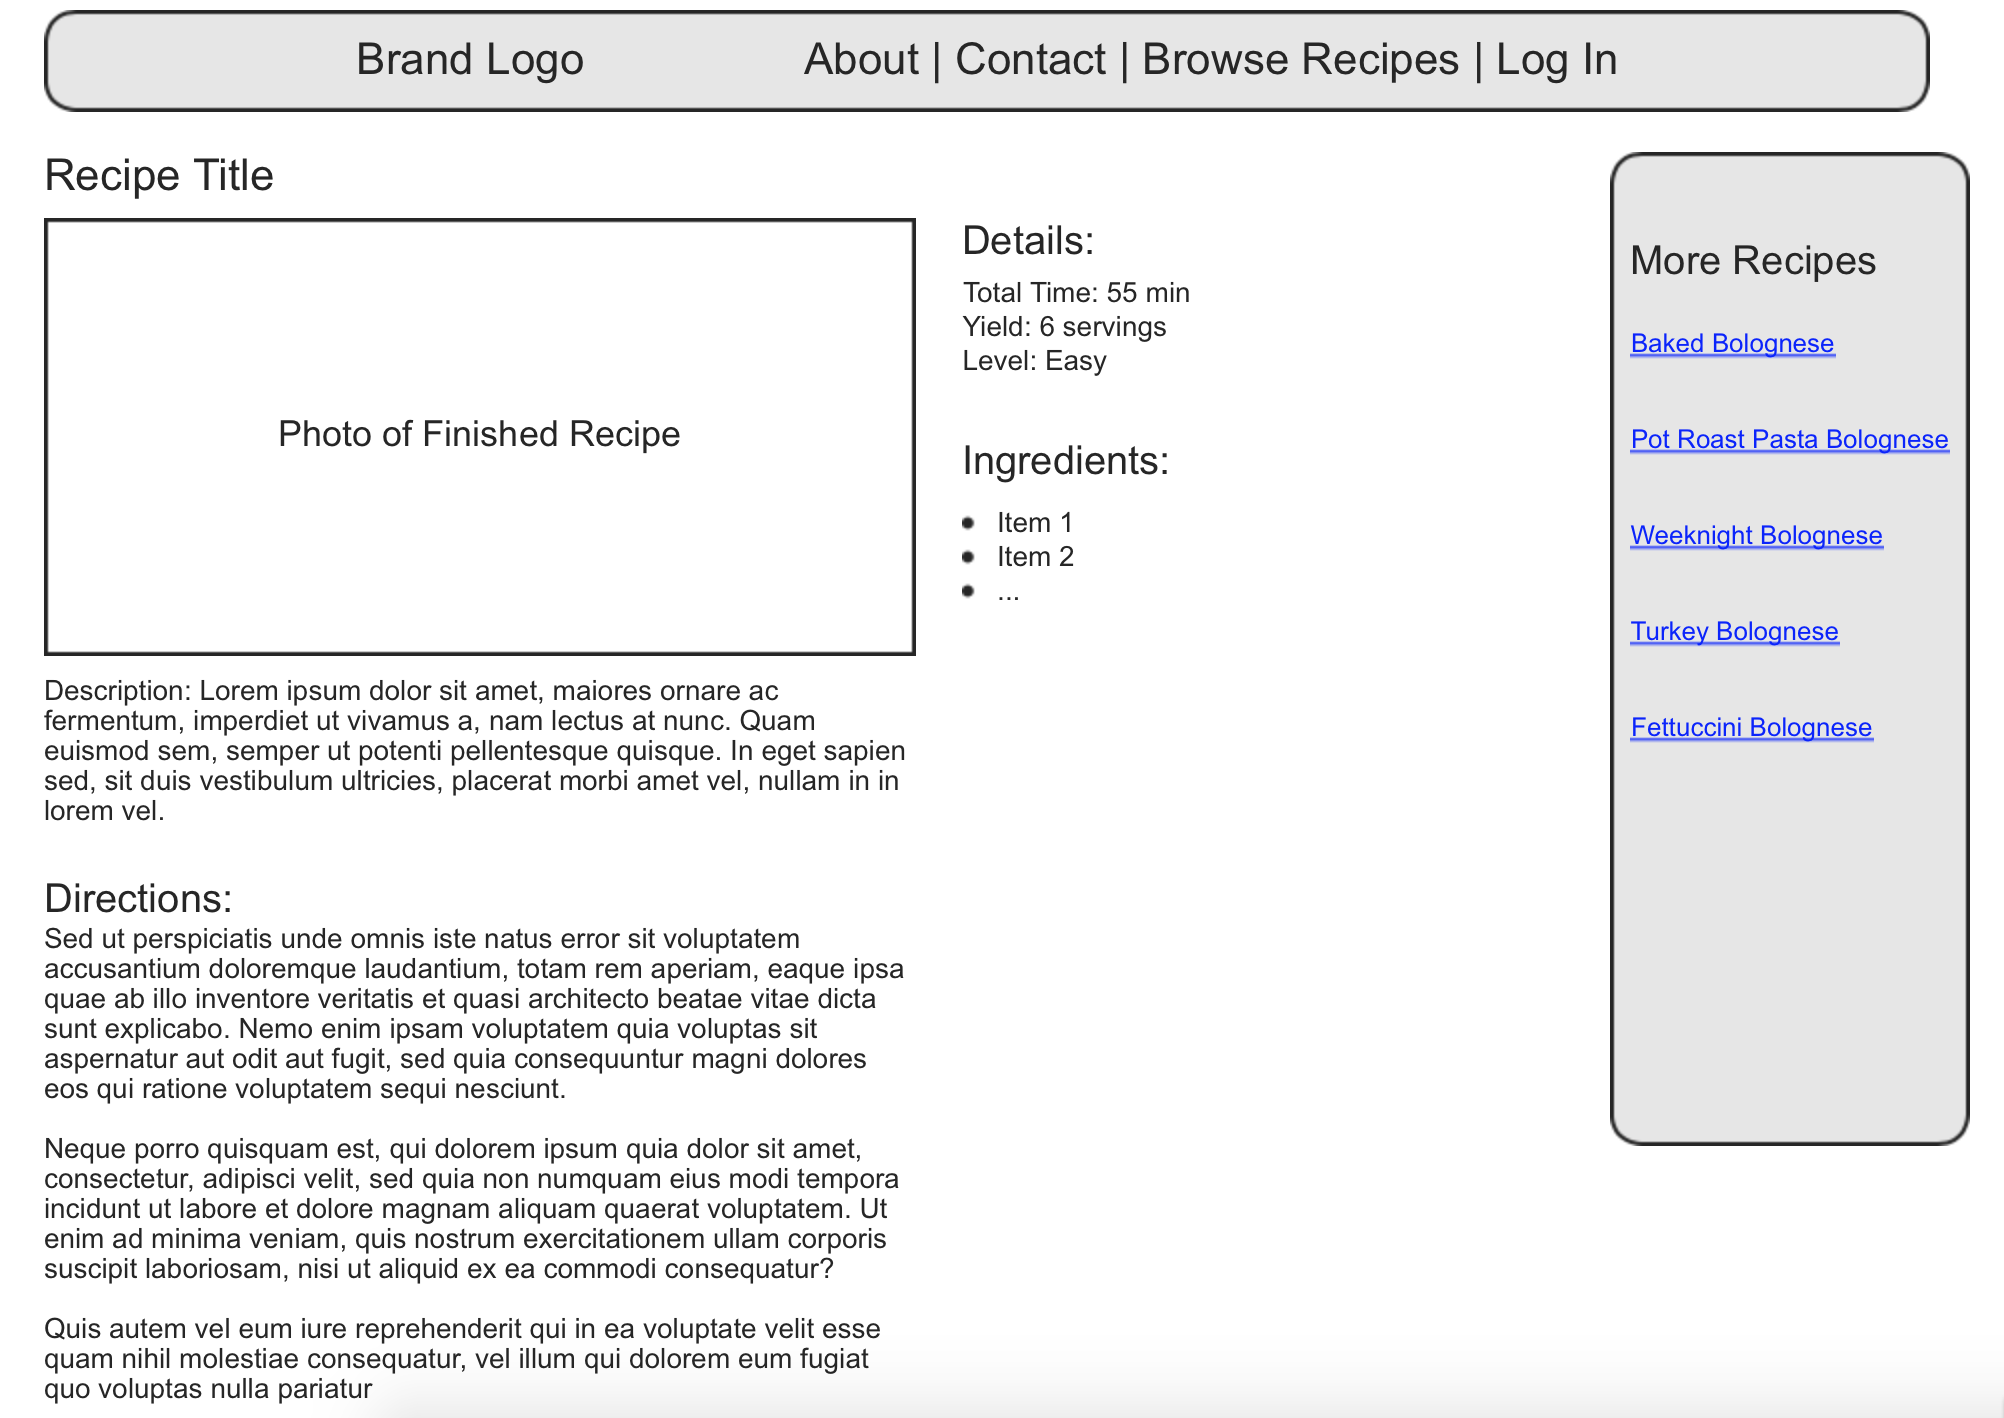 Brand Logo
About | Contact | Browse Recipes | Log In
Recipe Title
Photo of Finished Recipe
Description: Lorem ipsum dolor sit amet, maiores ornare ac
fermentum, imperdiet ut vivamus a, nam lectus at nunc. Quam
euismod sem, semper ut potenti pellentesque quisque. In eget sapien
sed, sit duis vestibulum ultricies, placerat morbi amet vel, nullam in in
lorem vel.
Directions:
Sed ut perspiciatis unde omnis iste natus error sit voluptatem
accusantium doloremque laudantium, totam rem aperiam, eaque ipsa
quae ab illo inventore veritatis et quasi architecto beatae vitae dicta
sunt explicabo. Nemo enim ipsam voluptatem quia voluptas sit
aspernatur aut odit aut fugit, sed quia consequuntur magni dolores
eos qui ratione voluptatem sequi nesciunt.
Neque porro quisquam est, qui dolorem ipsum quia dolor sit amet,
consectetur, adipisci velit, sed quia non numquam eius modi tempora
incidunt ut labore et dolore magnam aliquam quaerat voluptatem. Ut
enim ad minima veniam, quis nostrum exercitationem ullam corporis
suscipit laboriosam, nisi ut aliquid ex ea commodi consequatur?
Quis autem vel eum iure reprehenderit qui in ea voluptate velit esse
quam nihil molestiae consequatur, vel illum qui dolorem eum fugiat
quo voluptas nulla pariatur
Details:
Total Time: 55 min
Yield: 6 servings
Level: Easy
Ingredients:
• Item 1
• Item 2
• ...
More Recipes
Baked Bolognese
Pot Roast Pasta Bolognese
Weeknight Bolognese
Turkey Bolognese
Fettuccini Bolognese